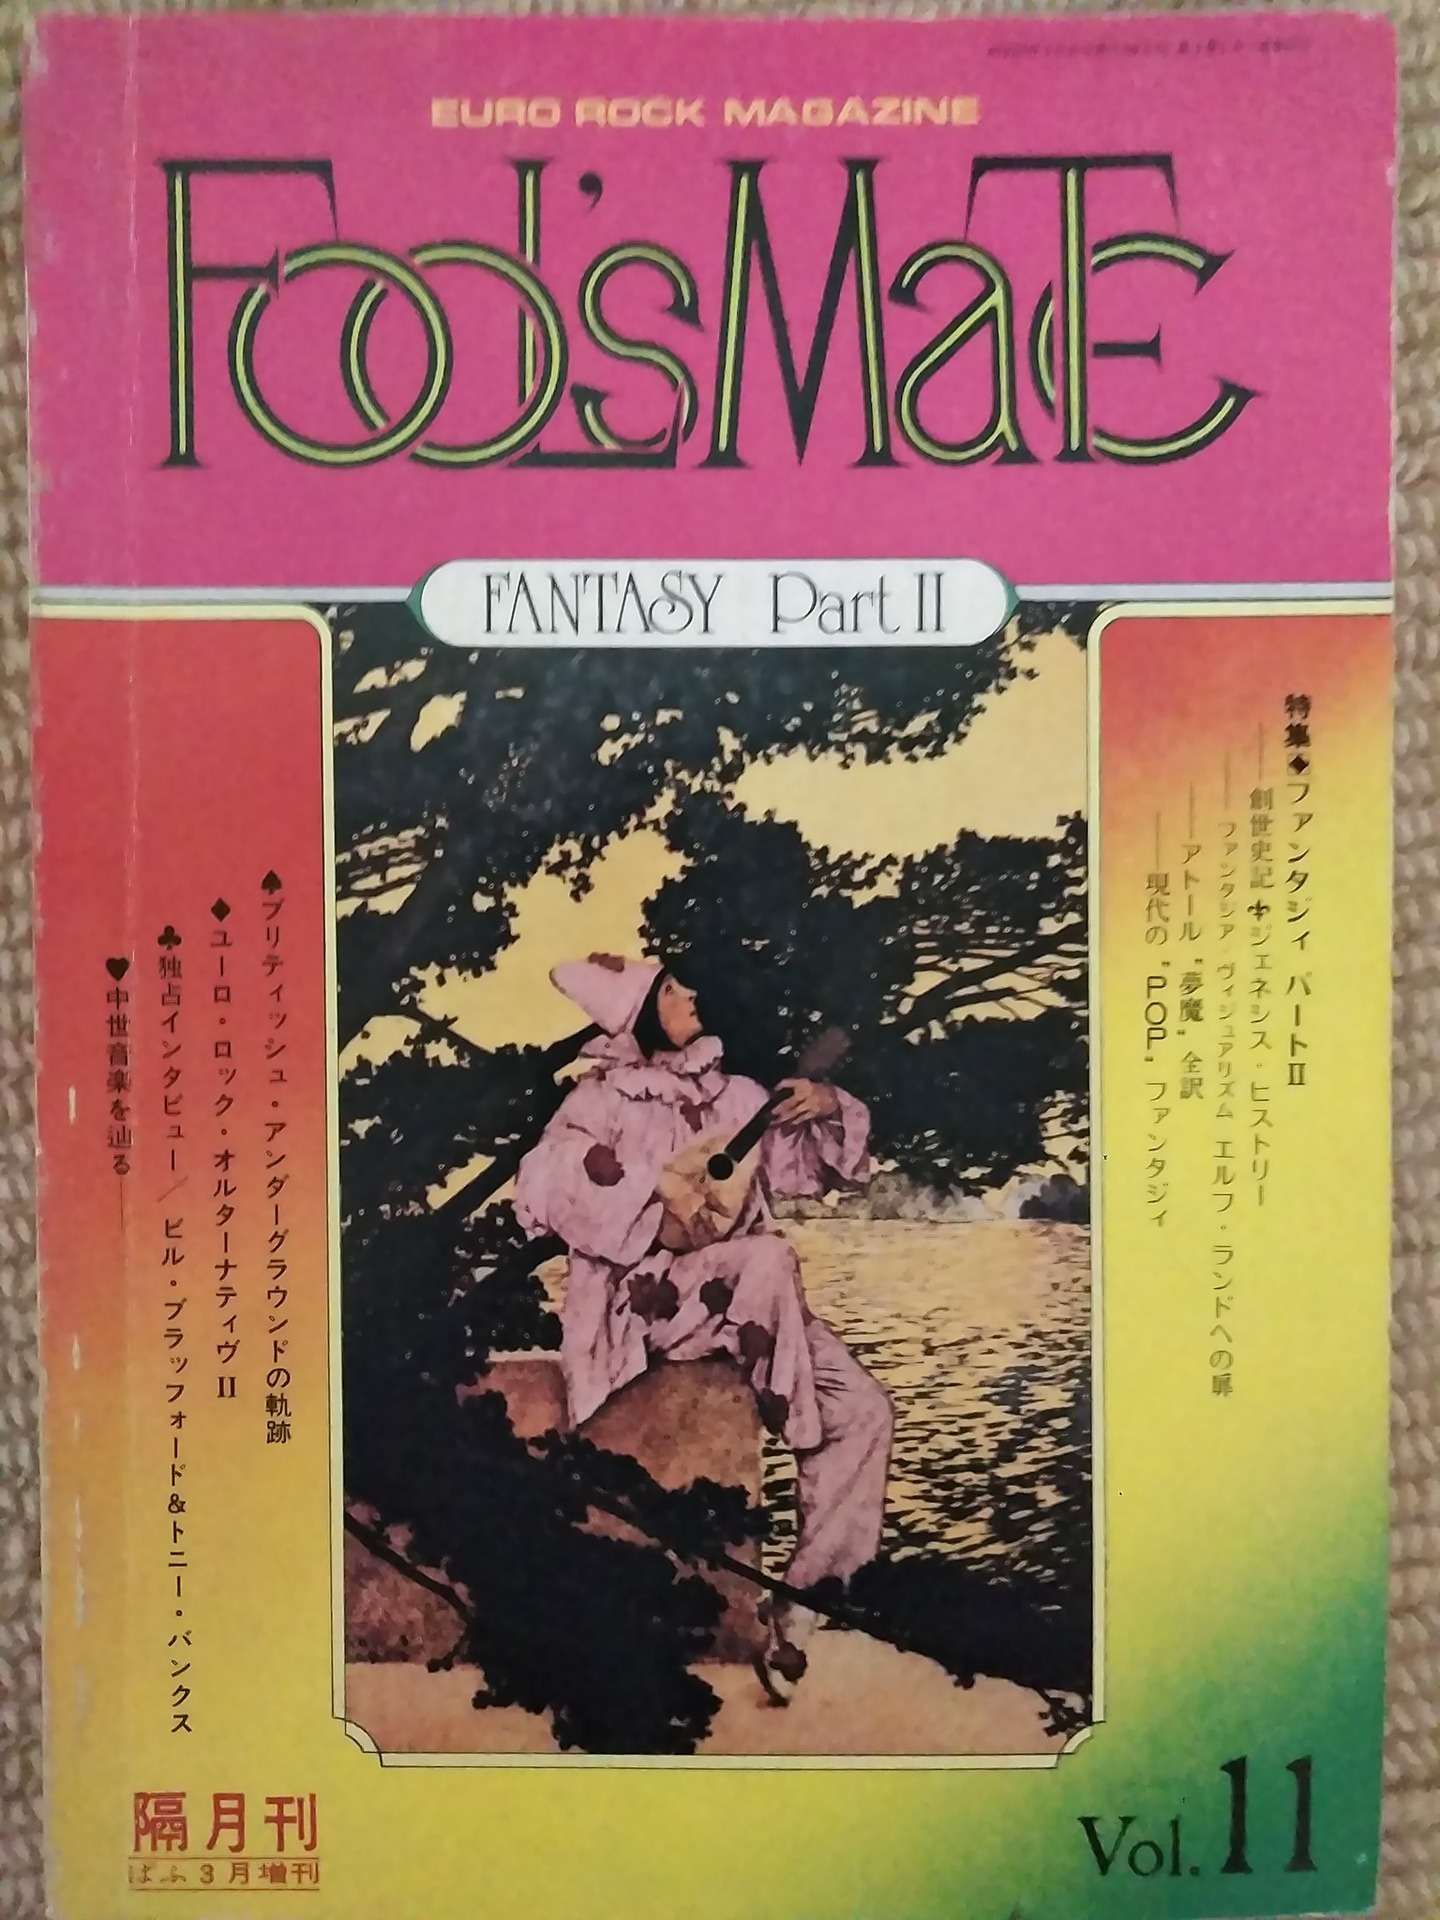 EURO ROCK MAGAZINE
FOOL'S MATE
FANTASY Part II
特集◆ファンタジィ パートII
——創世史記⚜ジェネシス・ヒストリー
——ファンタジア・ヴィジュアリズム エルフ・ランドへの扉
——アトール"夢魔"全訳
——現代の"POP"ファンタジィ
♠ブリティッシュ・アンダーグラウンドの軌跡
♦ユーロ・ロック・オルターナティヴII
♣独占インタビュー／ビル・ブラッフォード&トニー・バンクス
♥中世音楽を辿る——
隔月刊
ぱふ3月増刊
Vol.11